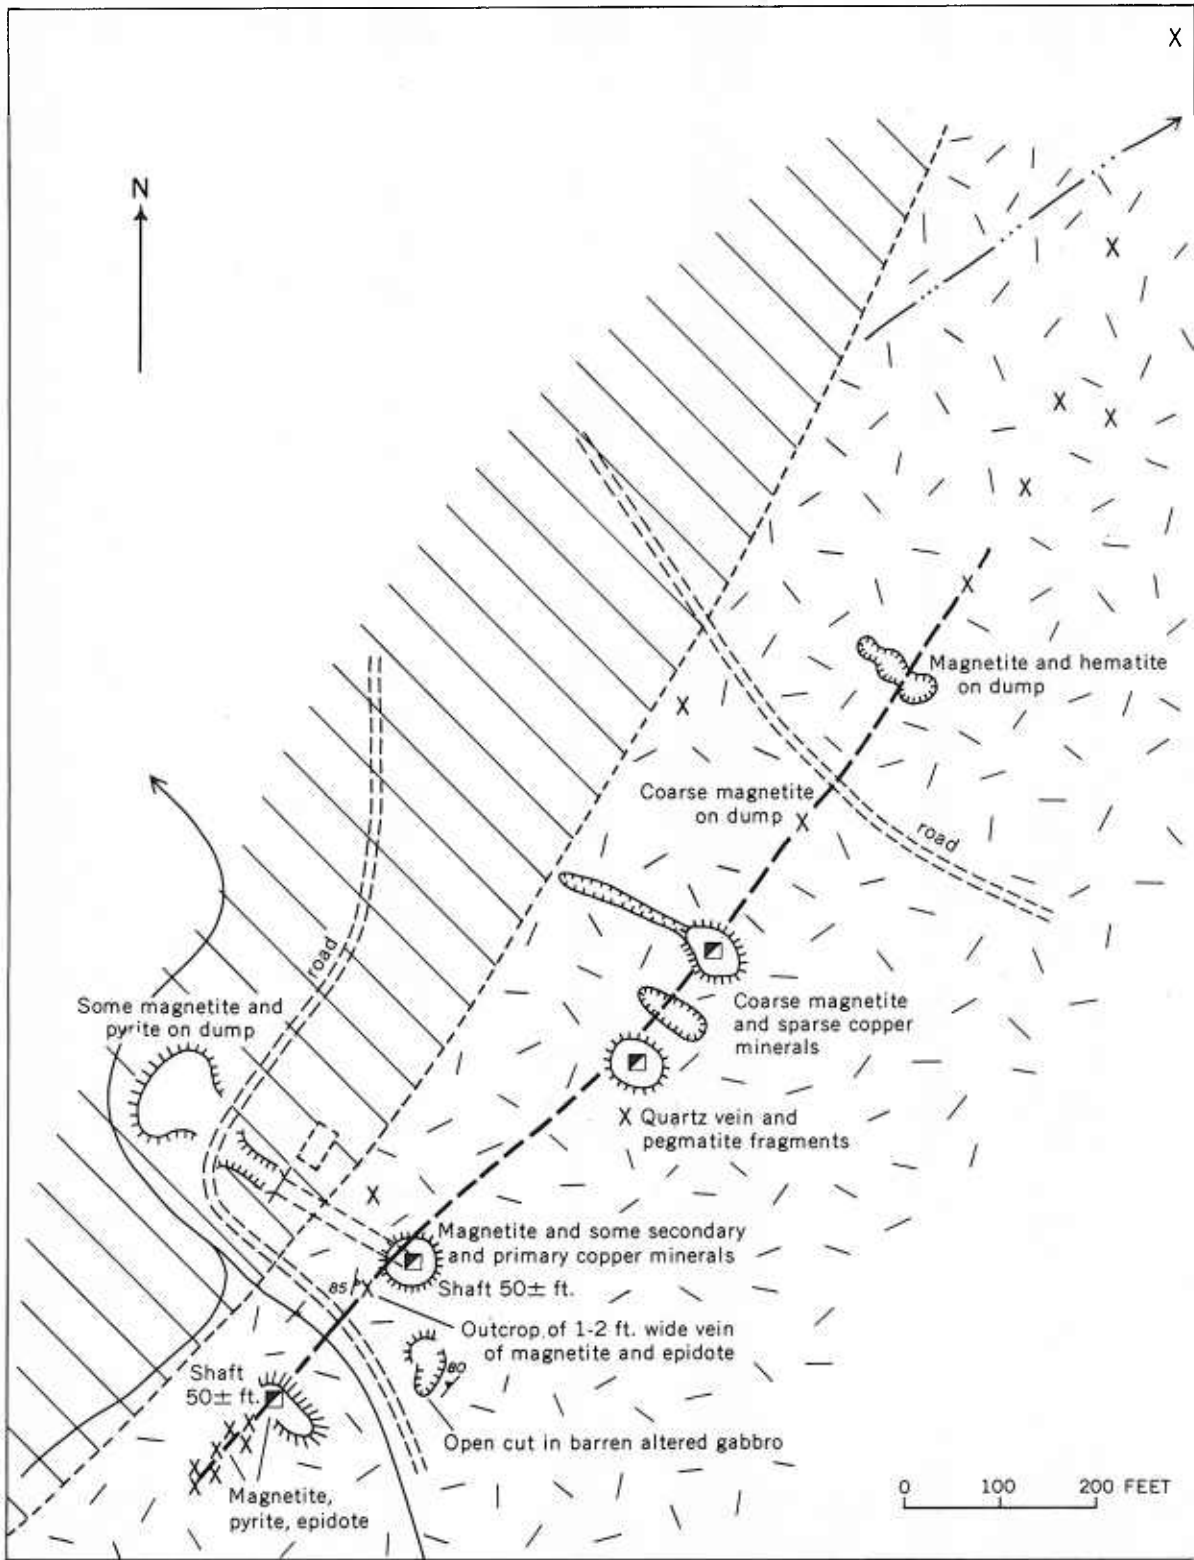 X
N
X
X
X
X
X
Magnetite and hematite
on dump
X
Coarse magnetite
on dump
X
road
road
Some magnetite and
pyrite on dump
Coarse magnetite
and sparse copper
minerals
X Quartz vein and
pegmatite fragments
X
Magnetite and some secondary
and primary copper minerals
Shaft 50± ft.
85
X
Outcrop of 1-2 ft. wide vein
of magnetite and epidote
80
Shaft
50± ft.
Open cut in barren altered gabbro
X X
X X
X X
X
Magnetite,
pyrite, epidote
0 100 200 FEET